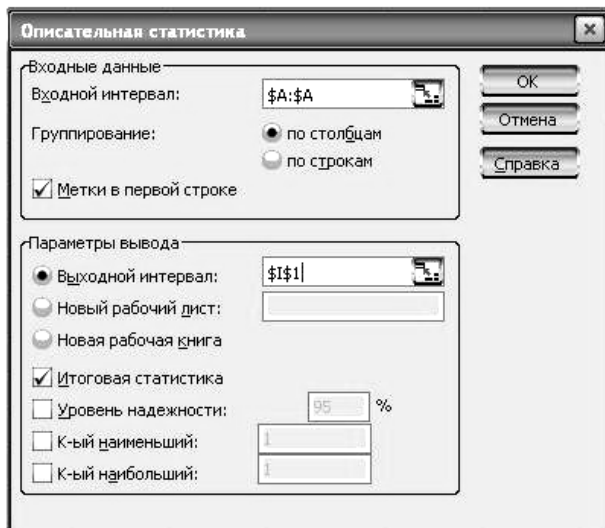 Описательная статистика
Входные данные
Входной интервал: $A:$A
Группирование: по столбцам
по строкам
Метки в первой строке
OK
Отмена
Справка
Параметры вывода
Выходной интервал: $I$1
Новый рабочий лист:
Новая рабочая книга
Итоговая статистика
Уровень надежности: 95 %
К-ый наименьший: 1
К-ый наибольший: 1